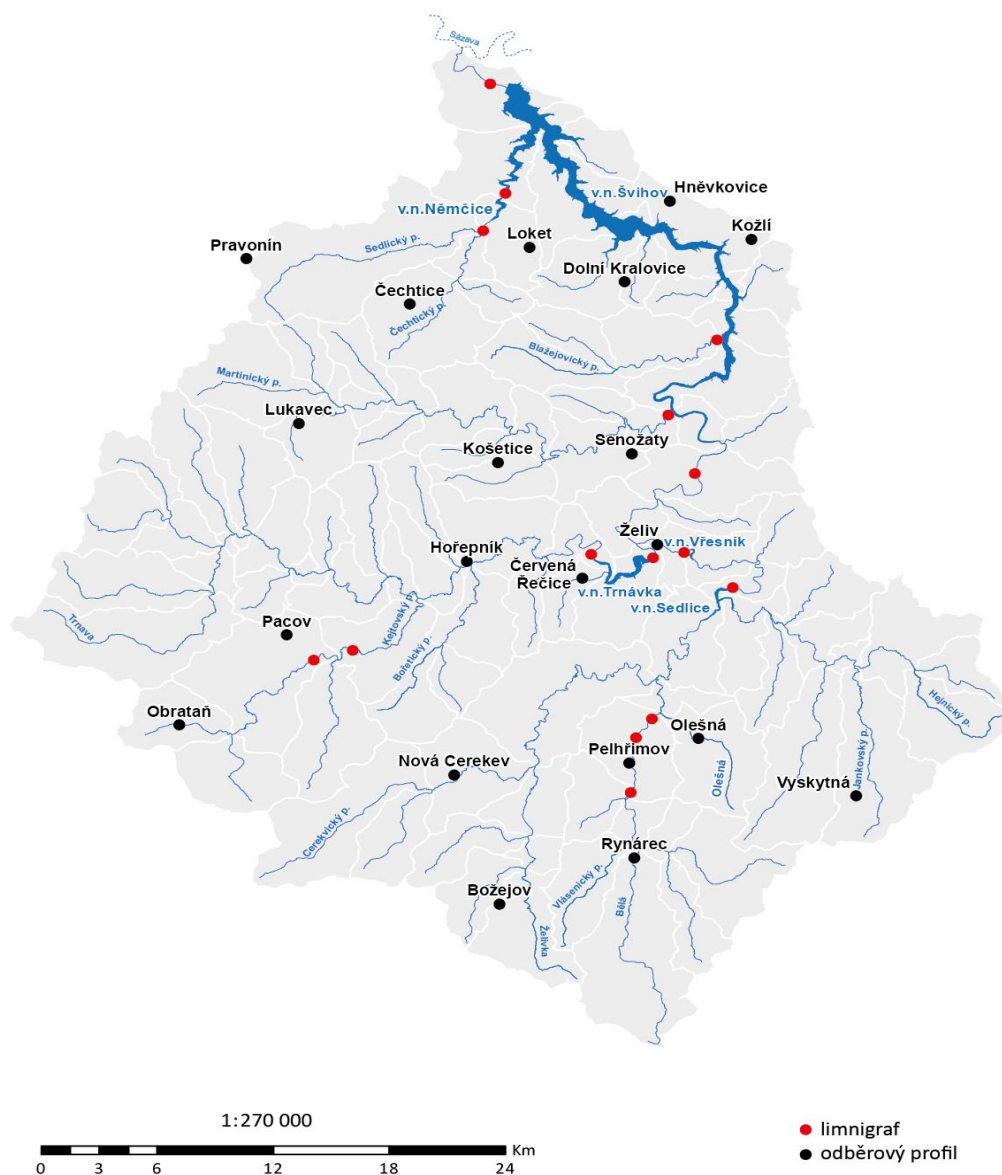 Sázava
v.n.Švihov
Hněvkovice
v.n.Němčice
Kožlí
Loket
Pravonín
Sedlický p.
Dolní Kralovice
Čechtice
Čechtický p.
Blažejovický p.
Martinický p.
Lukavec
Senožaty
Košetice
Želiv
v.n.Vřesník
Hořepník
Červená
Řečice
v.n.Trnávka
v.n.Sedlice
Trnava
Pacov
Kejtovský p.
Bořetický p.
Hejnický p.
Obrataň
Olešná
Nová Cerekev
Pelhřimov
Olešná
Vyskytná
Jankovský p.
Cerekvický p.
Rynárec
Vlásenický p.
Božejov
Bělá
Želivka
1:270 000
Km
0 3 6 12 18 24
limnigraf
odběrový profil